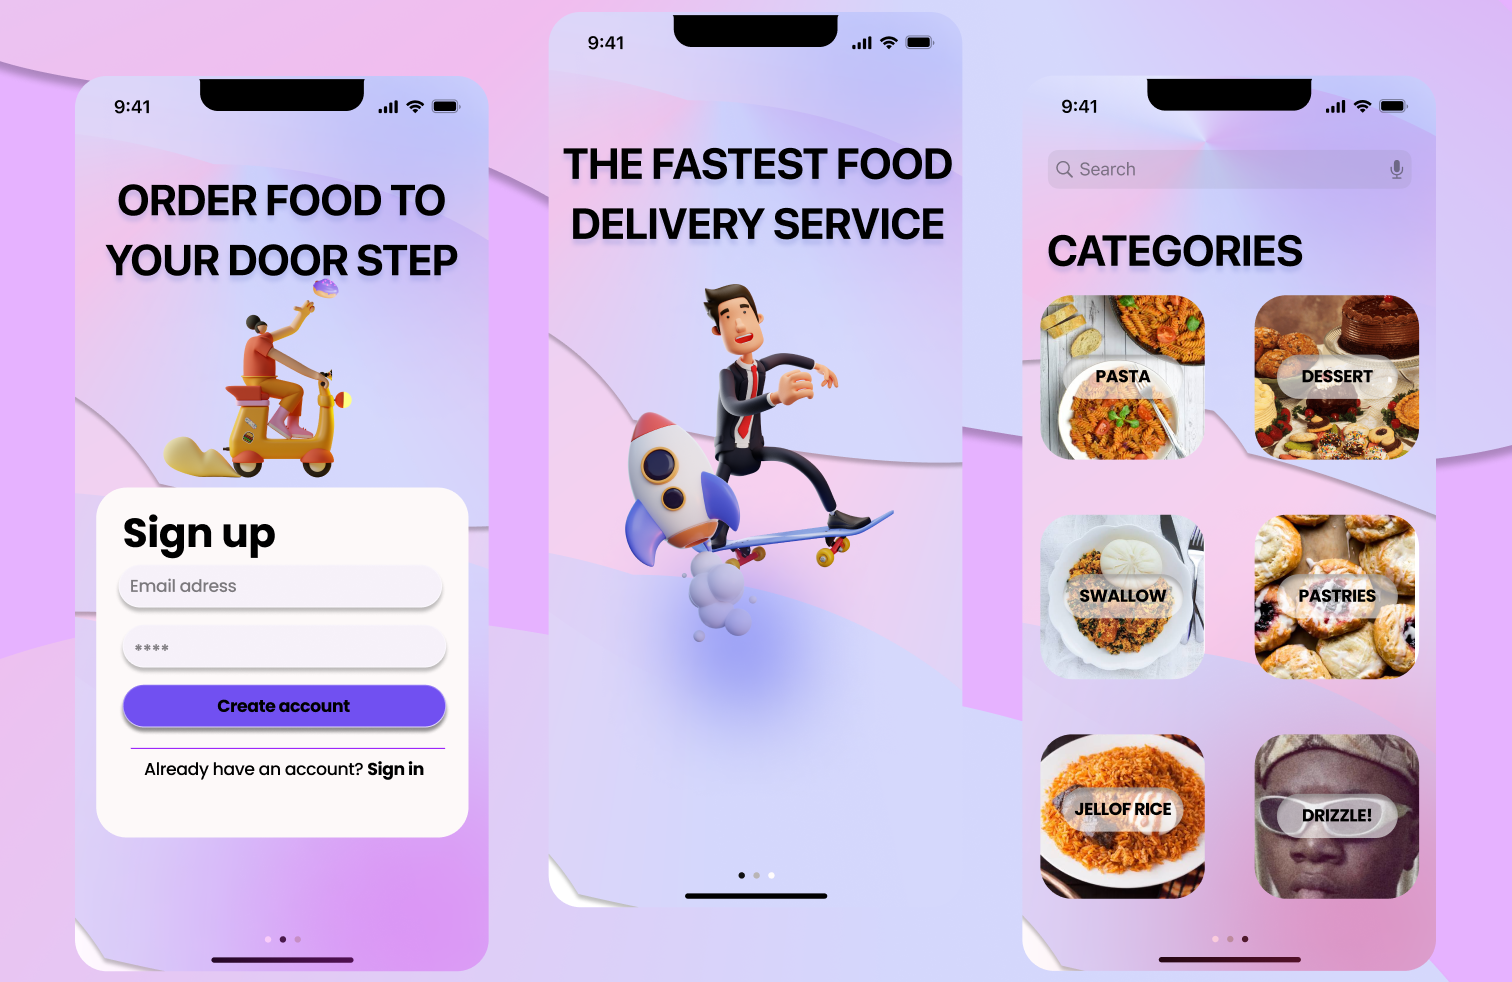 9:41
ORDER FOOD TO
YOUR DOOR STEP
Sign up
Email adress
****
Create account
Already have an account? Sign in
9:41
THE FASTEST FOOD
DELIVERY SERVICE
9:41
Search
CATEGORIES
PASTA
DESSERT
SWALLOW
PASTRIES
JELLOF RICE
DRIZZLE!